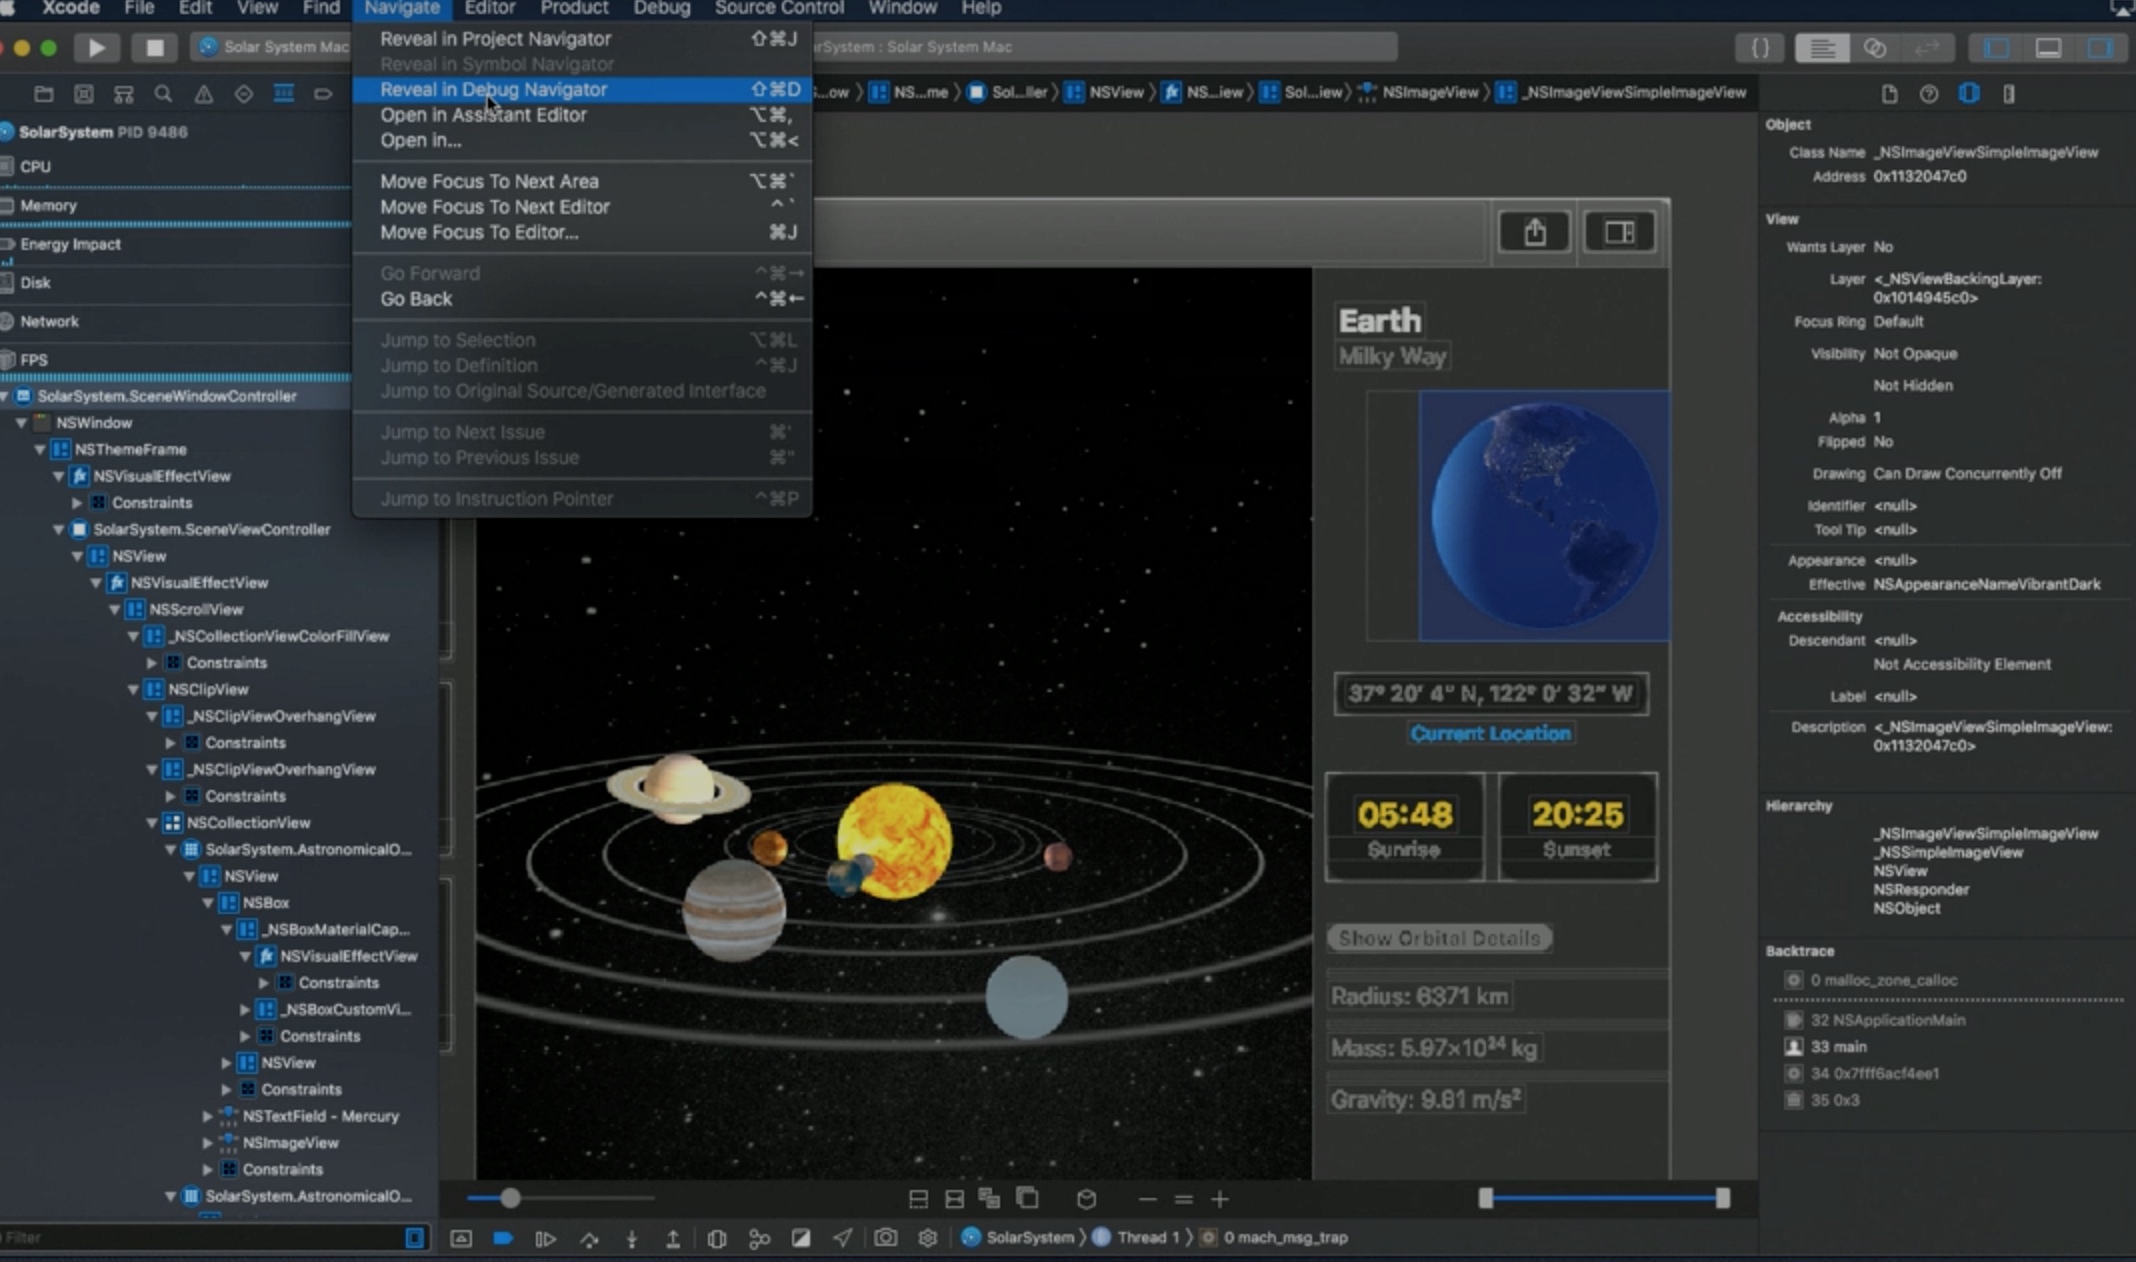 Xcode File Edit View Find Navigate Editor Product Debug Source Control Window Help
Solar System Mac
rSystem : Solar System Mac
Reveal in Project Navigator ⇧⌘J
Reveal in Symbol Navigator
Reveal in Debug Navigator ⇧⌘D
Open in Assistant Editor ⌥⌘,
Open in... ⌥⌘<
Move Focus To Next Area ⌥⌘`
Move Focus To Next Editor ^`
Move Focus To Editor... ⌘J
Go Forward ^⌘→
Go Back ^⌘←
Jump to Selection ⌥⌘L
Jump to Definition ^⌘J
Jump to Original Source/Generated Interface
Jump to Next Issue ⌘'
Jump to Previous Issue ⌘"
Jump to Instruction Pointer ^⌘P
S...ow NS...me Sol...ller NSView NS...iew Sol...iew NSImageView _NSImageViewSimpleImageView
SolarSystem PID 9486
CPU
Memory
Energy Impact
Disk
Network
FPS
SolarSystem.SceneWindowController
NSWindow
NSThemeFrame
NSVisualEffectView
Constraints
SolarSystem.SceneViewController
NSView
NSVisualEffectView
NSScrollView
_NSCollectionViewColorFillView
Constraints
NSClipView
_NSClipViewOverhangView
Constraints
_NSClipViewOverhangView
Constraints
NSCollectionView
SolarSystem.AstronomicalO...
NSView
NSBox
_NSBoxMaterialCap...
NSVisualEffectView
Constraints
_NSBoxCustomVi...
Constraints
NSView
Constraints
NSTextField - Mercury
NSImageView
Constraints
SolarSystem.AstronomicalO...
Filter
Earth
Milky Way
37° 20′ 4″ N, 122° 0′ 32″ W
Current Location
05:48
Sunrise
20:25
Sunset
Show Orbital Details
Radius: 6371 km
Mass: 5.97×10²⁴ kg
Gravity: 9.81 m/s²
SolarSystem Thread 1 0 mach_msg_trap
Object
Class Name _NSImageViewSimpleImageView
Address 0x1132047c0
View
Wants Layer No
Layer <_NSViewBackingLayer:
0x1014945c0>
Focus Ring Default
Visibility Not Opaque
Not Hidden
Alpha 1
Flipped No
Drawing Can Draw Concurrently Off
Identifier <null>
Tool Tip <null>
Appearance <null>
Effective NSAppearanceNameVibrantDark
Accessibility
Descendant <null>
Not Accessibility Element
Label <null>
Description <_NSImageViewSimpleImageView:
0x1132047c0>
Hierarchy
_NSImageViewSimpleImageView
_NSSimpleImageView
NSView
NSResponder
NSObject
Backtrace
0 malloc_zone_calloc
32 NSApplicationMain
33 main
34 0x7fff6acf4ee1
35 0x3